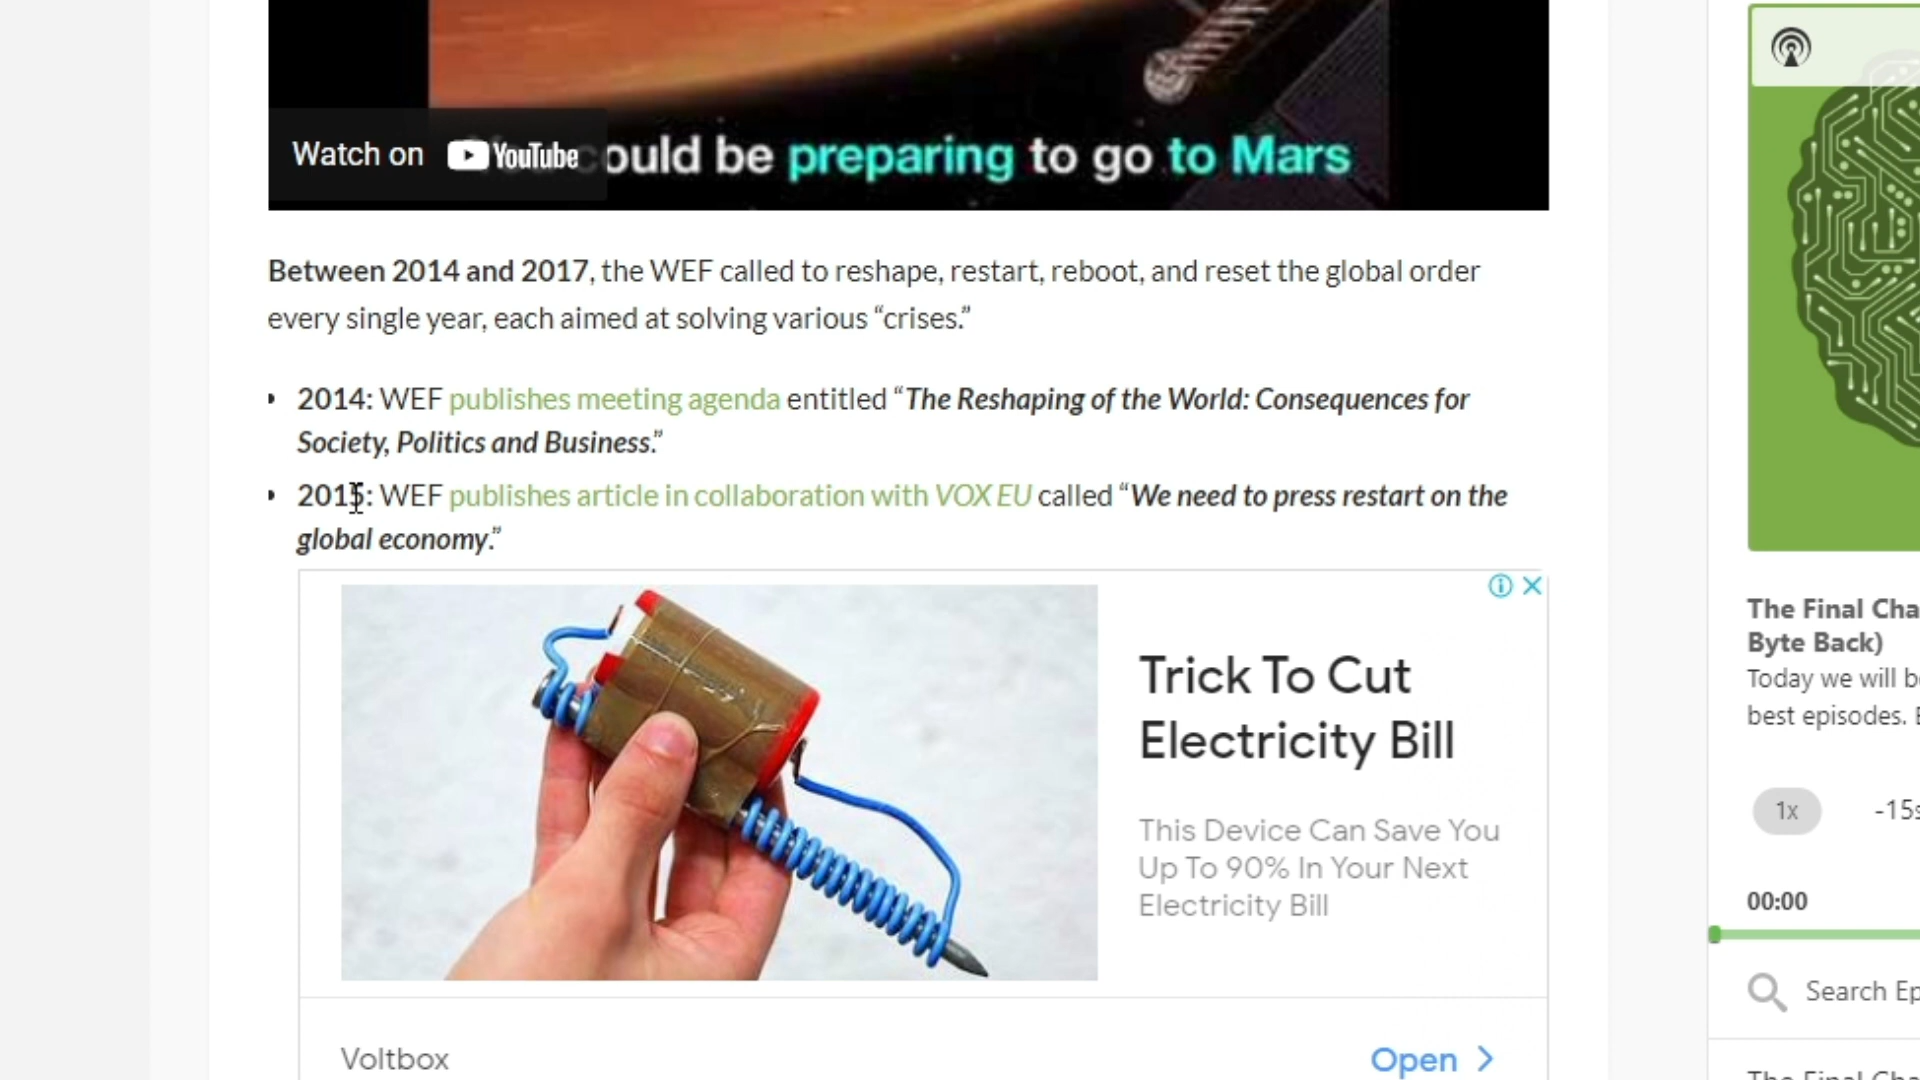 Watch on YouTube ould be preparing to go to Mars
Between 2014 and 2017, the WEF called to reshape, restart, reboot, and reset the global order
every single year, each aimed at solving various “crises.”
• 2014: WEF publishes meeting agenda entitled “The Reshaping of the World: Consequences for
Society, Politics and Business.”
• 2015: WEF publishes article in collaboration with VOX EU called “We need to press restart on the
global economy.”
Trick To Cut
Electricity Bill
This Device Can Save You
Up To 90% In Your Next
Electricity Bill
Voltbox
Open
The Final Cha
Byte Back)
Today we will b
best episodes.
1x
-15s
00:00
Search Ep